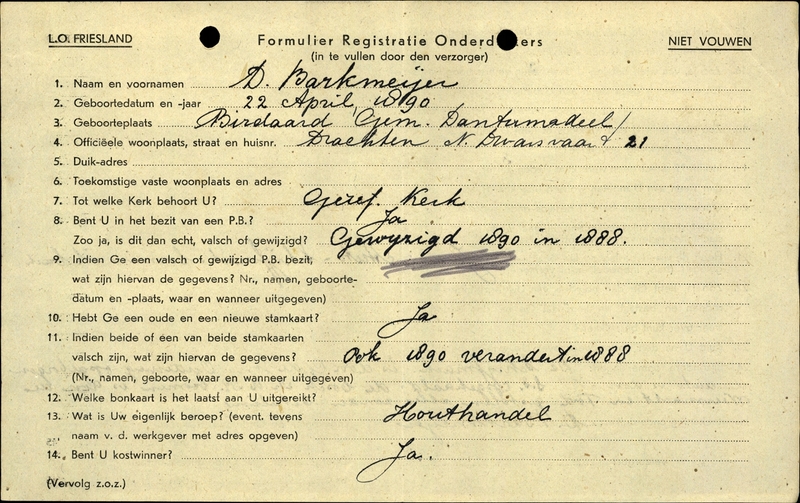 L.O. FRIESLAND
Formulier Registratie Onderd kers
NIET VOUWEN
(in te vullen door den verzorger)
1. Naam en voornamen D. Barkmeijer
2. Geboortedatum en -jaar 22 April 1890
3. Geboorteplaats Birdaard Gem. Dantumadeel
4. Officiëele woonplaats, straat en huisnr. Drachten N. Dwarsvaart 21
5. Duik-adres
6. Toekomstige vaste woonplaats en adres
7. Tot welke Kerk behoort U? Geref. Kerk
8. Bent U in het bezit van een P.B.? Ja
Zoo ja, is dit dan echt, valsch of gewijzigd? Gewyzigd 1890 in 1888.
9. Indien Ge een valsch of gewijzigd P.B. bezit,
wat zijn hiervan de gegevens? Nr., namen, geboorte-
datum en -plaats, waar en wanneer uitgegeven)
10. Hebt Ge een oude en een nieuwe stamkaart? Ja
11. Indien beide of een van beide stamkaarten
valsch zijn, wat zijn hiervan de gegevens? Ook 1890 verandert in 1888
(Nr., namen, geboorte, waar en wanneer uitgegeven)
12. Welke bonkaart is het laatst aan U uitgereikt?
13. Wat is Uw eigenlijk beroep? (event. tevens Houthandel
naam v. d. werkgever met adres opgeven)
14. Bent U kostwinner? Ja.
(Vervolg z.o.z.)